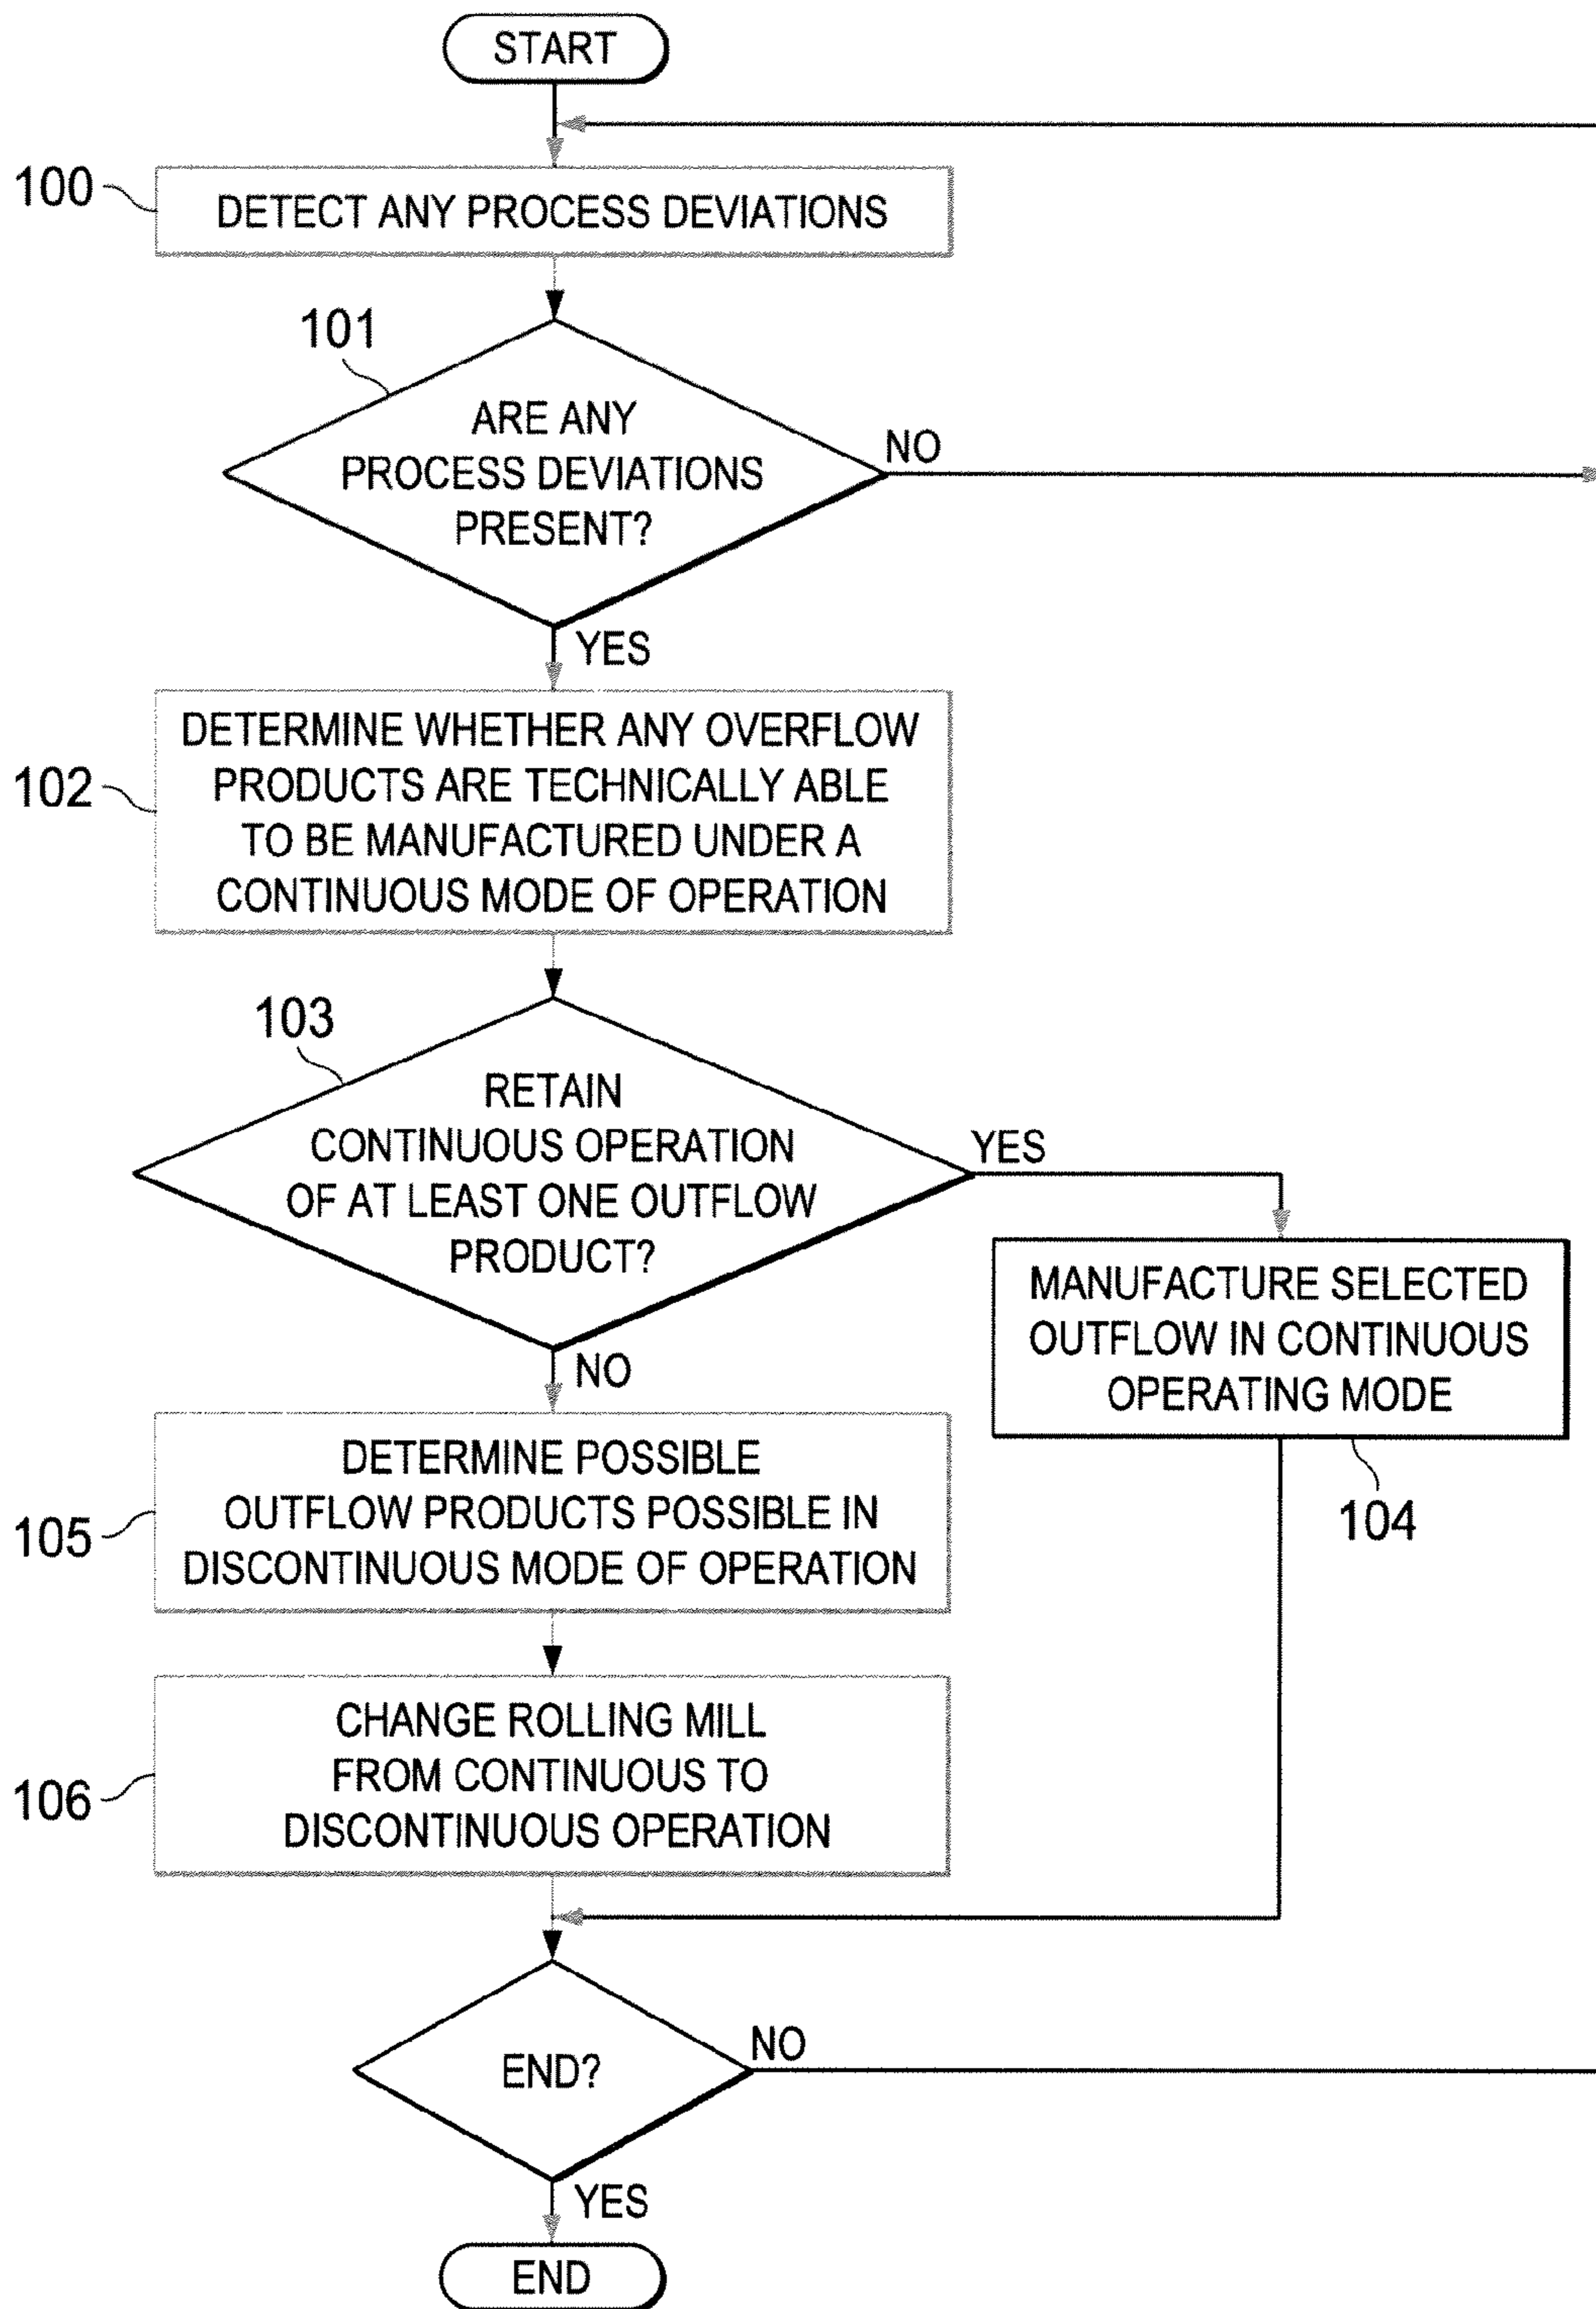 START
100
DETECT ANY PROCESS DEVIATIONS
101
ARE ANY
PROCESS DEVIATIONS
PRESENT?
NO
YES
102
DETERMINE WHETHER ANY OVERFLOW
PRODUCTS ARE TECHNICALLY ABLE
TO BE MANUFACTURED UNDER A
CONTINUOUS MODE OF OPERATION
103
RETAIN
CONTINUOUS OPERATION
OF AT LEAST ONE OUTFLOW
PRODUCT?
YES
NO
MANUFACTURE SELECTED
OUTFLOW IN CONTINUOUS
OPERATING MODE
104
105
DETERMINE POSSIBLE
OUTFLOW PRODUCTS POSSIBLE IN
DISCONTINUOUS MODE OF OPERATION
106
CHANGE ROLLING MILL
FROM CONTINUOUS TO
DISCONTINUOUS OPERATION
END?
NO
YES
END